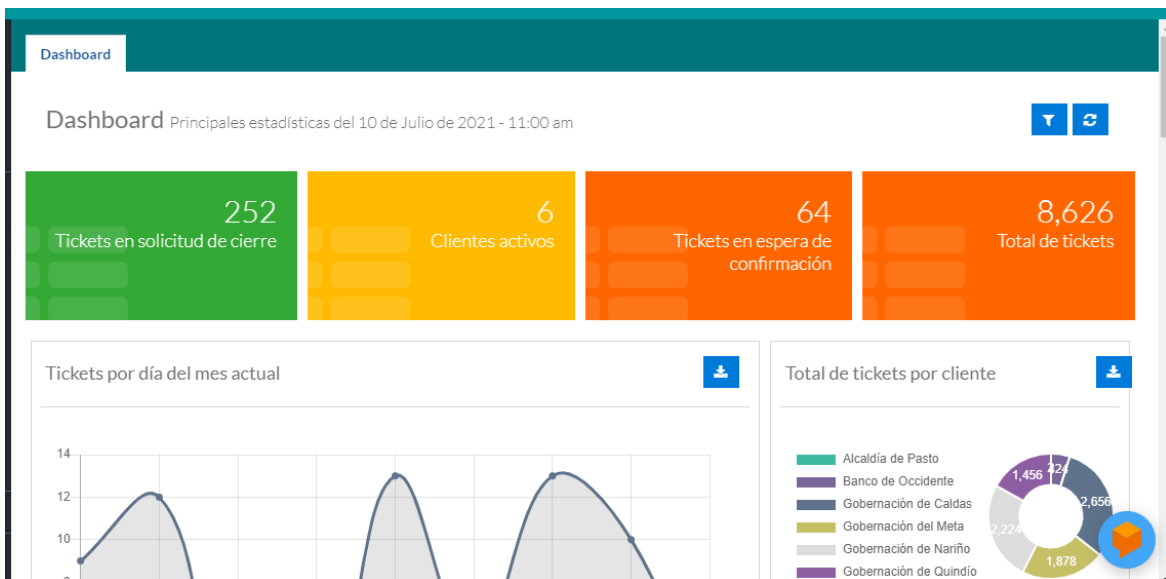 Dashboard
Dashboard Principales estadísticas del 10 de Julio de 2021 - 11:00 am
252
Tickets en solicitud de cierre
6
Clientes activos
64
Tickets en espera de
confirmación
8,626
Total de tickets
Tickets por día del mes actual
14
12
10
Total de tickets por cliente
Alcaldía de Pasto
Banco de Occidente
Gobernación de Caldas
Gobernación del Meta
Gobernación de Nariño
Gobernación de Quindío
1,456
424
2,656
2,224
1,878